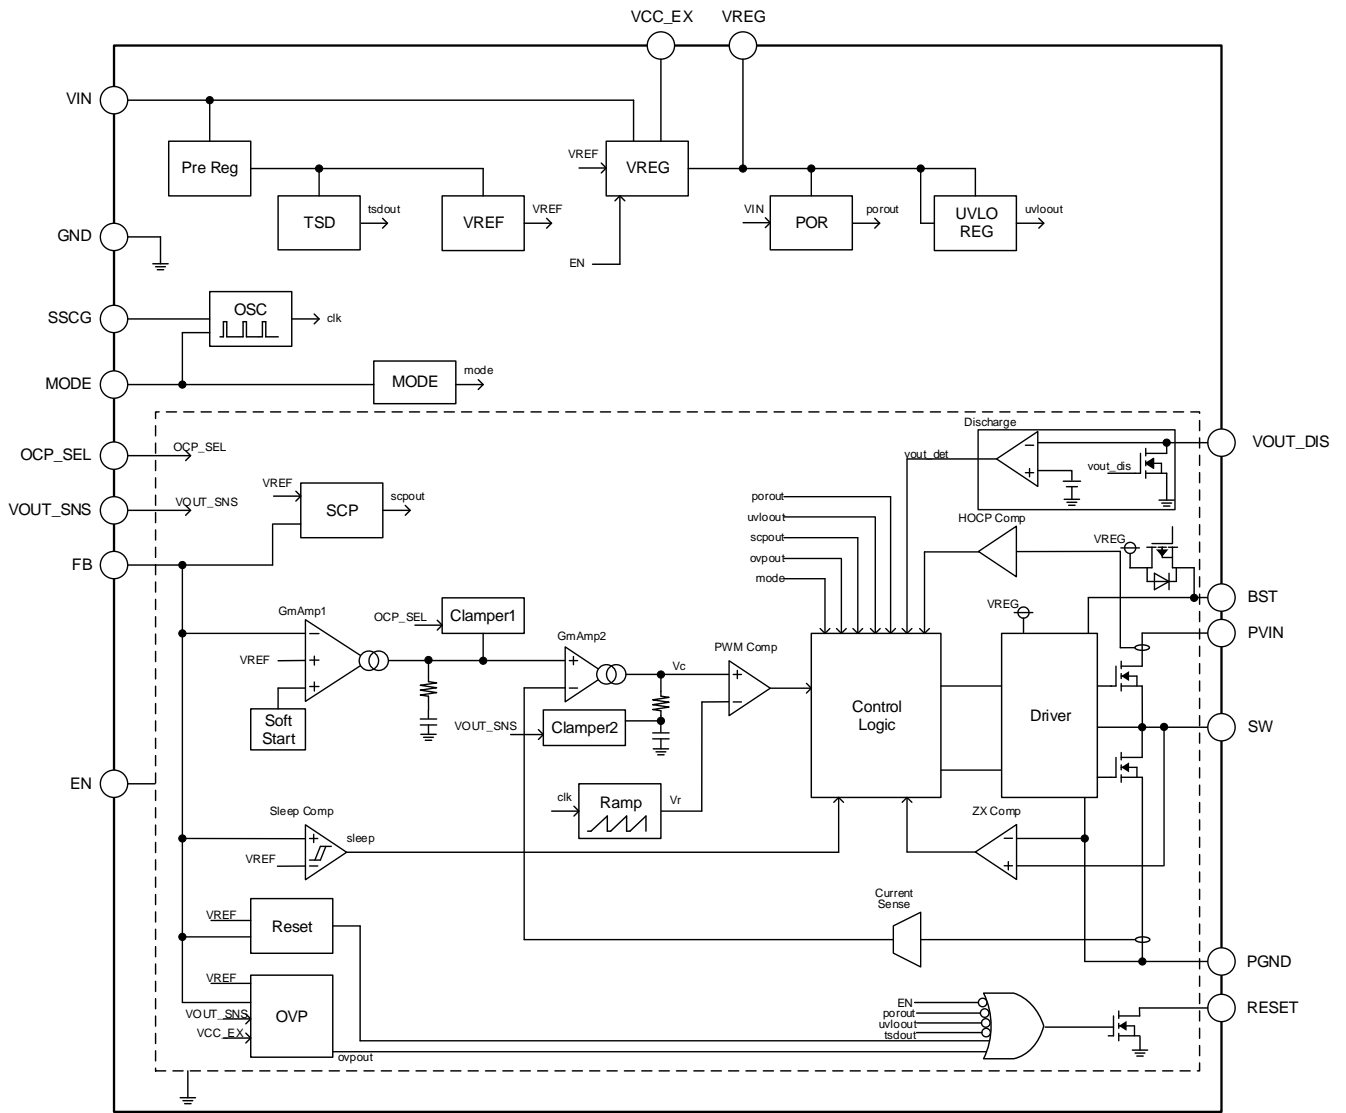 VCC_EX
VREG
VIN
Pre Reg
VREF
VREG
TSD
tsdout
VREF
VREF
VIN
POR
porout
UVLO
REG
uvloout
GND
EN
SSCG
OSC
clk
MODE
MODE
mode
OCP_SEL
OCP_SEL
Discharge
vout_det
vout_dis
VOUT_DIS
VOUT_SNS
VOUT_SNS
VREF
SCP
scpout
porout
uvloout
scpout
ovpout
mode
HOCP Comp
VREG
FB
BST
GmAmp1
OCP_SEL
Clamper1
VREG
PVIN
VREF
GmAmp2
Vc
PWM Comp
Soft
Start
VOUT_SNS
Clamper2
Control
Logic
Driver
SW
EN
clk
Ramp
Vr
Sleep Comp
sleep
VREF
ZX Comp
VREF
Reset
Current
Sense
PGND
VREF
VOUT_SNS
VCC_EX
OVP
ovpout
EN
porout
uvloout
tsdout
RESET